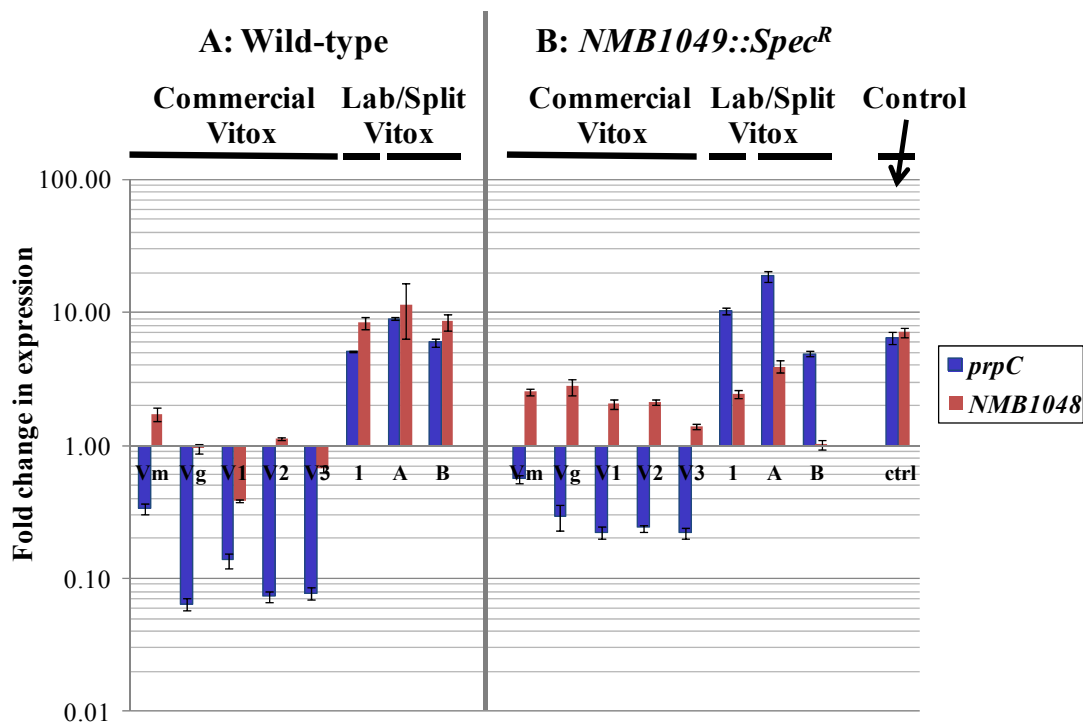 A: Wild-type
B: NMB1049::Spec^R
Commercial Vitox
Lab/Split Vitox
Commercial Vitox
Lab/Split Vitox
Control
Fold change in expression
100.00
10.00
1.00
0.10
0.01
Vm Vg V1 V2 V3 1 A B
Vm Vg V1 V2 V3 1 A B ctrl
prpC
NMB1048